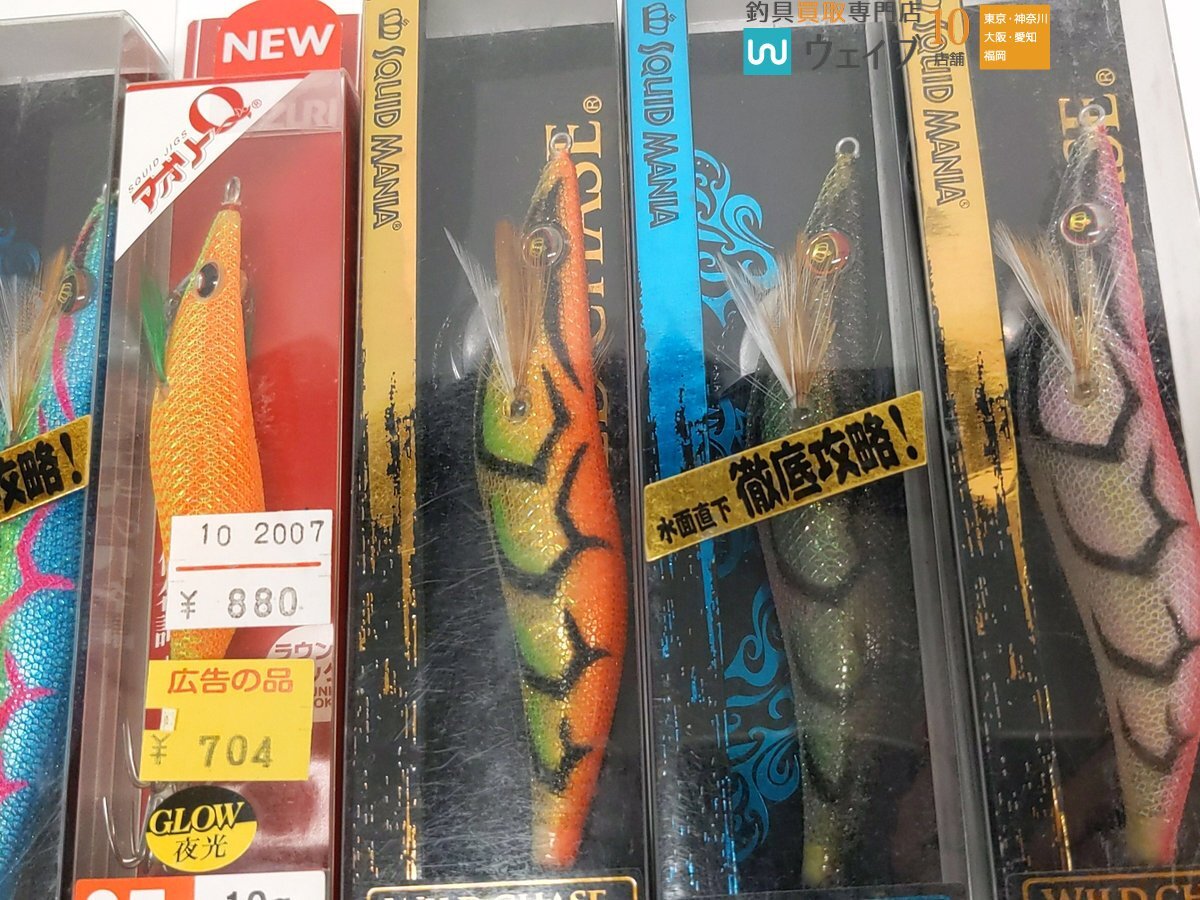 釣具買取専門店
ウェイブ
10
店舗
東京・神奈川
大阪・愛知
福岡
攻略!
NEW
SQUID JIGS
アオリーQ®
10 2007
¥ 880
広告の品
¥ 704
GLOW
夜光
SQUID MANIA®
®
WILD CHASE
SQUID MANIA
水面直下 徹底攻略!
SQUID MANIA®
®